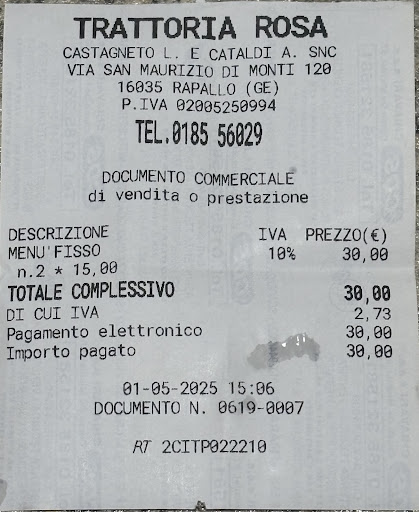 TRATTORIA ROSA
CASTAGNETO L. E CATALDI A. SNC
VIA SAN MAURIZIO DI MONTI 120
16035 RAPALLO (GE)
P.IVA 02005250994
TEL.0185 56029
DOCUMENTO COMMERCIALE
di vendita o prestazione
DESCRIZIONE IVA PREZZO(€)
MENU'FISSO 10% 30,00
n.2 * 15,00
TOTALE COMPLESSIVO 30,00
DI CUI IVA 2,73
Pagamento elettronico 30,00
Importo pagato 30,00
01-05-2025 15:06
DOCUMENTO N. 0619-0007
RT 2CITP022210